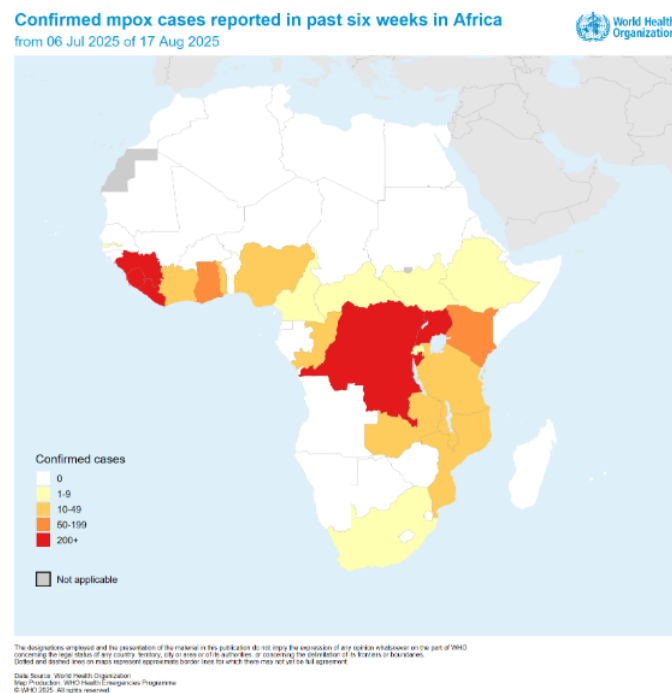 Confirmed mpox cases reported in past six weeks in Africa
from 06 Jul 2025 of 17 Aug 2025
World Health
Organization
Confirmed cases
0
1-9
10-49
50-199
200+
Not applicable
The designations employed and the presentation of the material in this publication do not imply the expression of any opinion whatsoever on the part of WHO
concerning the legal status of any country, territory, city or area or of its authorities, or concerning the delimitation of its frontiers or boundaries.
Dotted and dashed lines on maps represent approximate border lines for which there may not yet be full agreement
Data Source: World Health Organization
Map Production: WHO Health Emergencies Programme
© WHO 2025. All rights reserved.